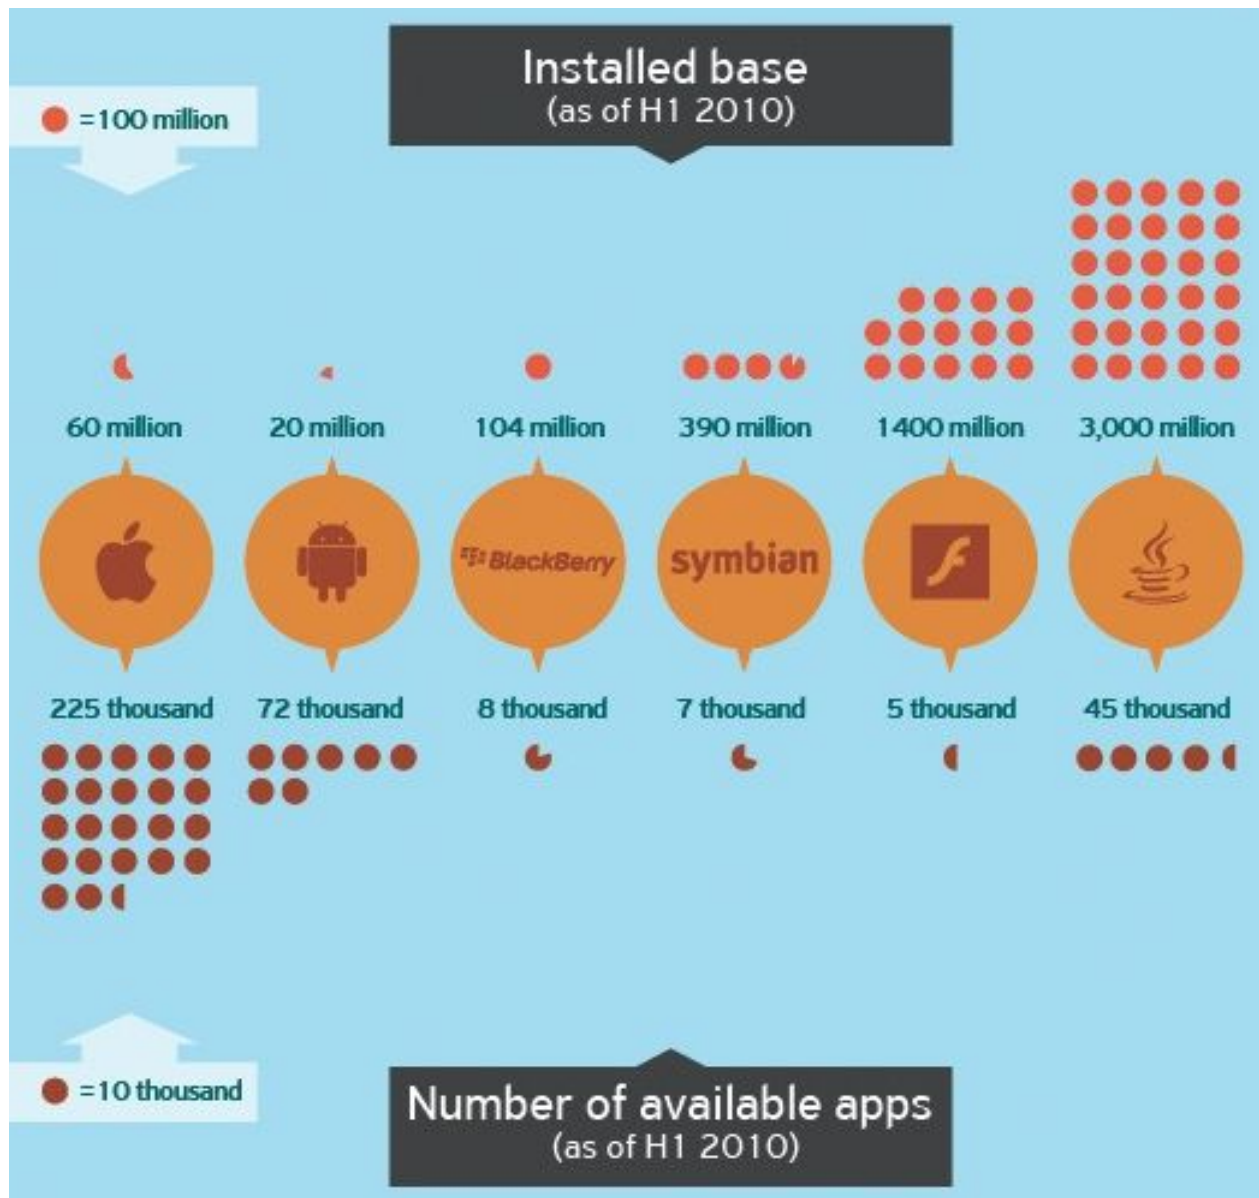 Installed base
(as of H1 2010)
=100 million
60 million
20 million
104 million
390 million
1400 million
3,000 million
BlackBerry
symbian
225 thousand
72 thousand
8 thousand
7 thousand
5 thousand
45 thousand
=10 thousand
Number of available apps
(as of H1 2010)